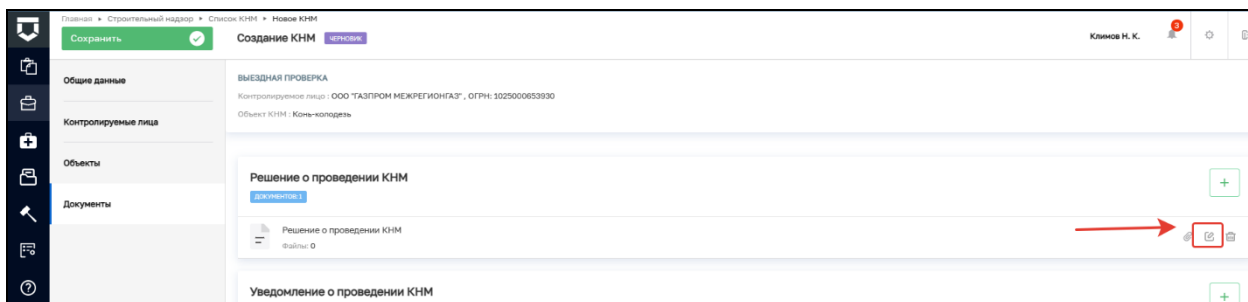 Главная ▸ Строительный надзор ▸ Список КНМ ▸ Новое КНМ
Сохранить
Создание КНМ ЧЕРНОВИК
Климов Н. К.
3
Общие данные
Контролируемые лица
Объекты
Документы
ВЫЕЗДНАЯ ПРОВЕРКА
Контролируемое лицо : ООО "ГАЗПРОМ МЕЖРЕГИОНГАЗ" , ОГРН: 1025000653930
Объект КНМ : Конь-колодезь
Решение о проведении КНМ
ДОКУМЕНТОВ:1
Решение о проведении КНМ
Файлы: 0
Уведомление о проведении КНМ